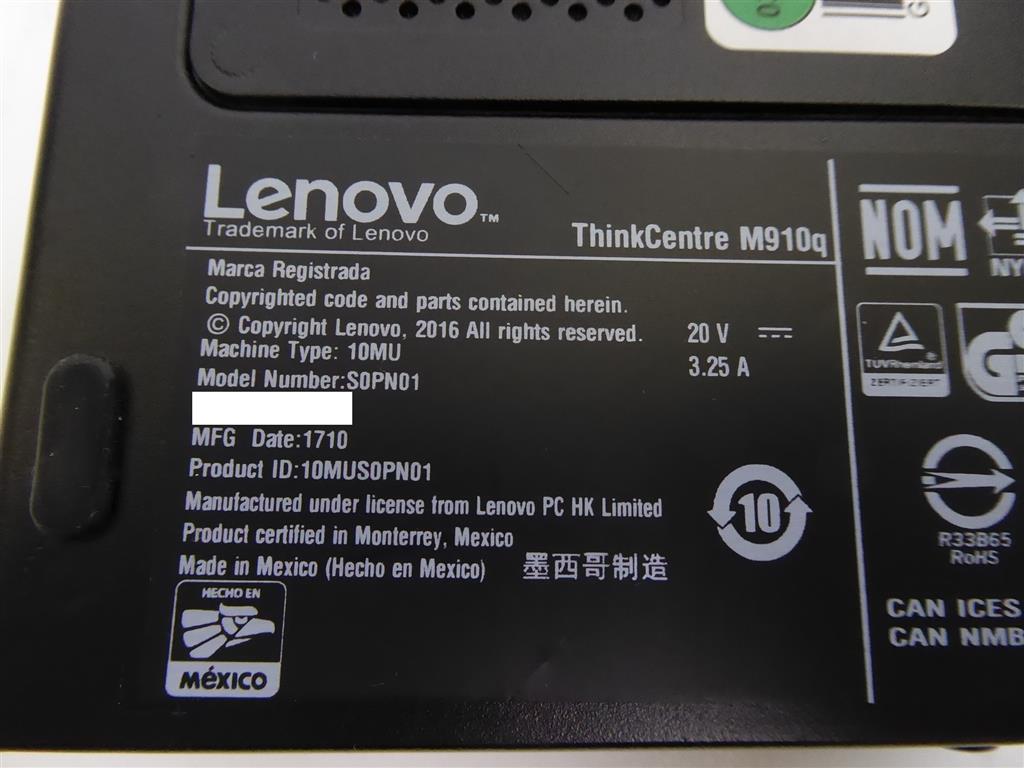 Lenovo™
Trademark of Lenovo
ThinkCentre M910q
Marca Registrada
Copyrighted code and parts contained herein.
© Copyright Lenovo, 2016 All rights reserved.
20 V
Machine Type: 10MU
3.25 A
Model Number:S0PN01
MFG Date:1710
Product ID:10MUS0PN01
Manufactured under license from Lenovo PC HK Limited
Product certified in Monterrey, Mexico
Made in Mexico (Hecho en Mexico) 墨西哥制造
HECHO EN
MÉXICO
10
NOM
NY
TÜVRheinland®
ZERTIFIZIERT
R33B65
RoHS
CAN ICES
CAN NMB